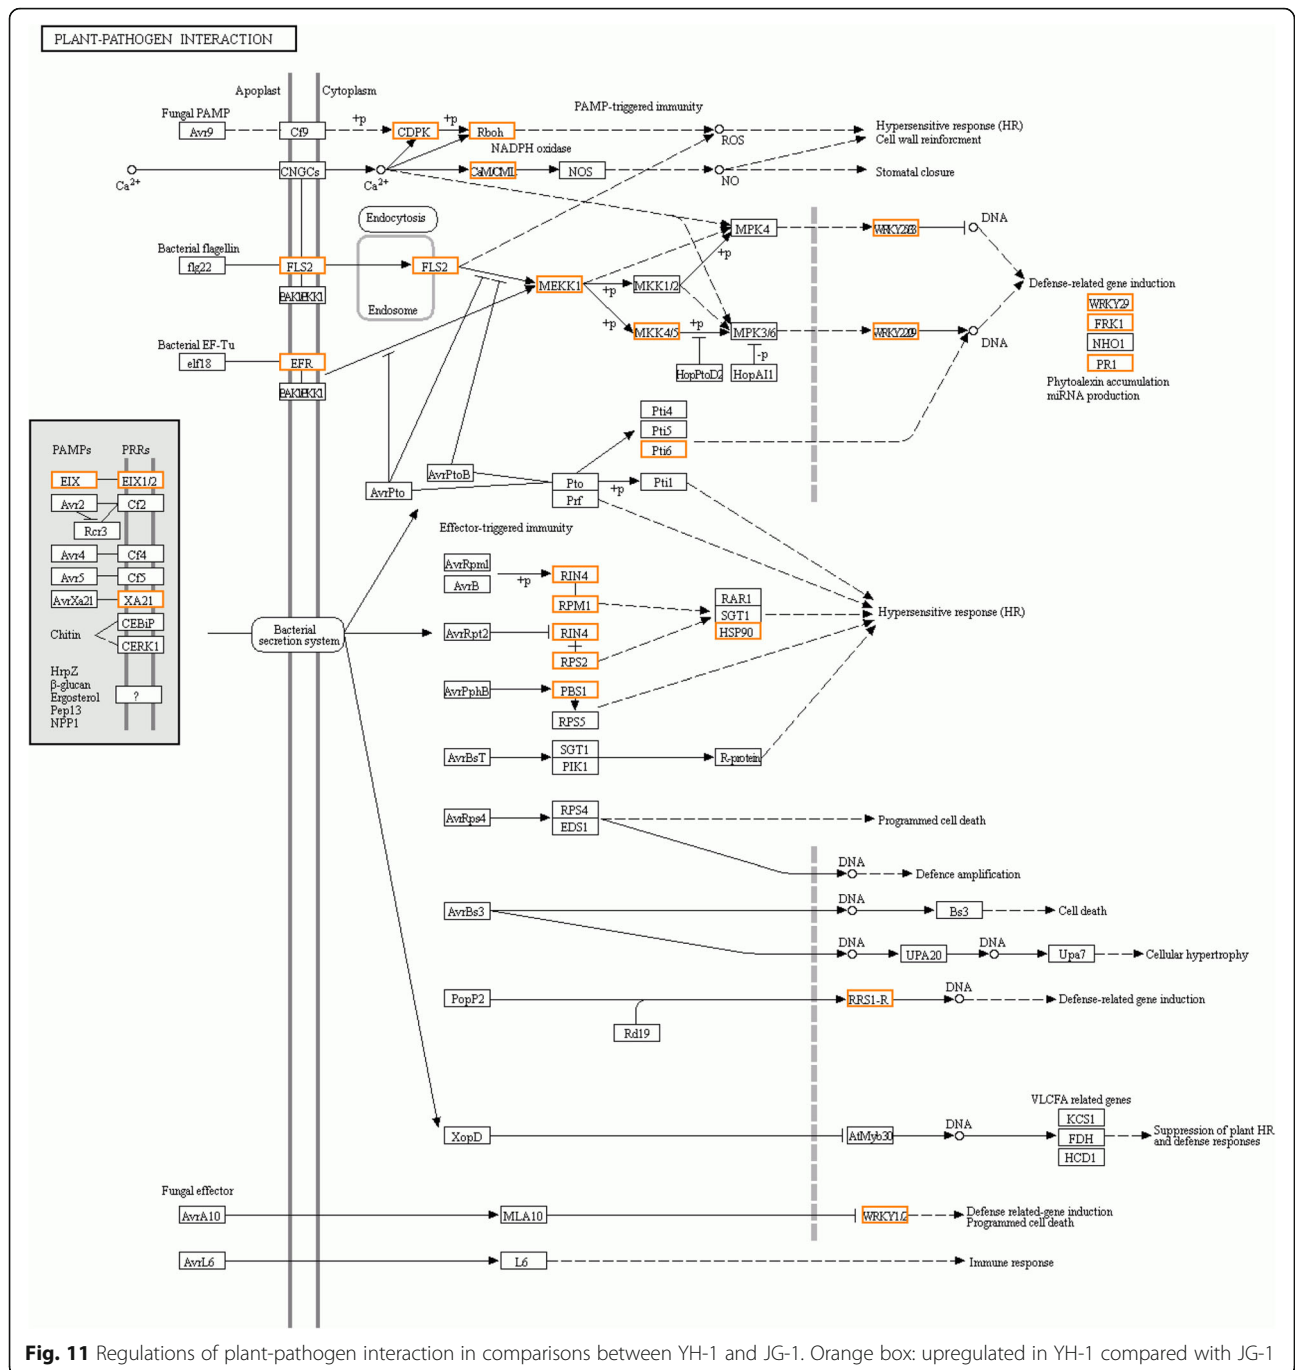 PLANT-PATHOGEN INTERACTION
Apoplast
Cytoplasm
Fungal PAMP
PAMP-triggered immunity
Avr9
Cf9
+p
CDPK
+p
Rboh
ROS
Hypersensitive response (HR)
Cell wall reinforcment
NADPH oxidase
Ca2+
CNGCs
Ca2+
CaM/CML
NOS
NO
Stomatal closure
Endocytosis
MPK4
DNA
Bacterial flagellin
flg22
FLS2
FLS2
MEKK1
+p
MKK1/2
+p
Defense-related gene induction
Endosome
WRKY29
FRK1
NHO1
PR1
+p
MKK4/5
+p
MPK3/6
DNA
Bacterial EF-Tu
elf18
EFR
HopPtoD2
-p
HopAI1
Phytoalexin accumulation
miRNA production
Pti4
Pti5
Pti6
PAMPs
PRRs
EIX
EIX1/2
Avr2
Cf2
Rcr3
Avr4
Cf4
Avr5
Cf5
AvrXa21
XA21
CEBiP
Chitin
CERK1
HrpZ
β-glucan
Ergosterol
Pep13
NPP1
?
AvrPto
AvrPtoB
Pto
Prf
+p
Pti1
Effector-triggered immunity
AvrRpm1
AvrB
+p
RIN4
RPM1
RAR1
SGT1
HSP90
Hypersensitive response (HR)
Bacterial
secretion system
AvrRpt2
RIN4
RPS2
AvrPphB
PBS1
RPS5
AvrBsT
SGT1
PIK1
R-protein
AvrRps4
RPS4
EDS1
Programmed cell death
DNA
Defence amplification
AvrBs3
DNA
Bs3
Cell death
DNA
UPA20
DNA
Upa7
Cellular hypertrophy
PopP2
Rd19
RRS1-R
DNA
Defense-related gene induction
VLCFA related genes
XopD
AtMyb30
DNA
KCS1
FDH
HCD1
Suppression of plant HR
and defense responses
Fungal effector
AvrA10
MLA10
WRKY1/2
Defense related-gene induction
Programmed cell death
AvrL6
L6
Immune response
Fig. 11 Regulations of plant-pathogen interaction in comparisons between YH-1 and JG-1. Orange box: upregulated in YH-1 compared with JG-1